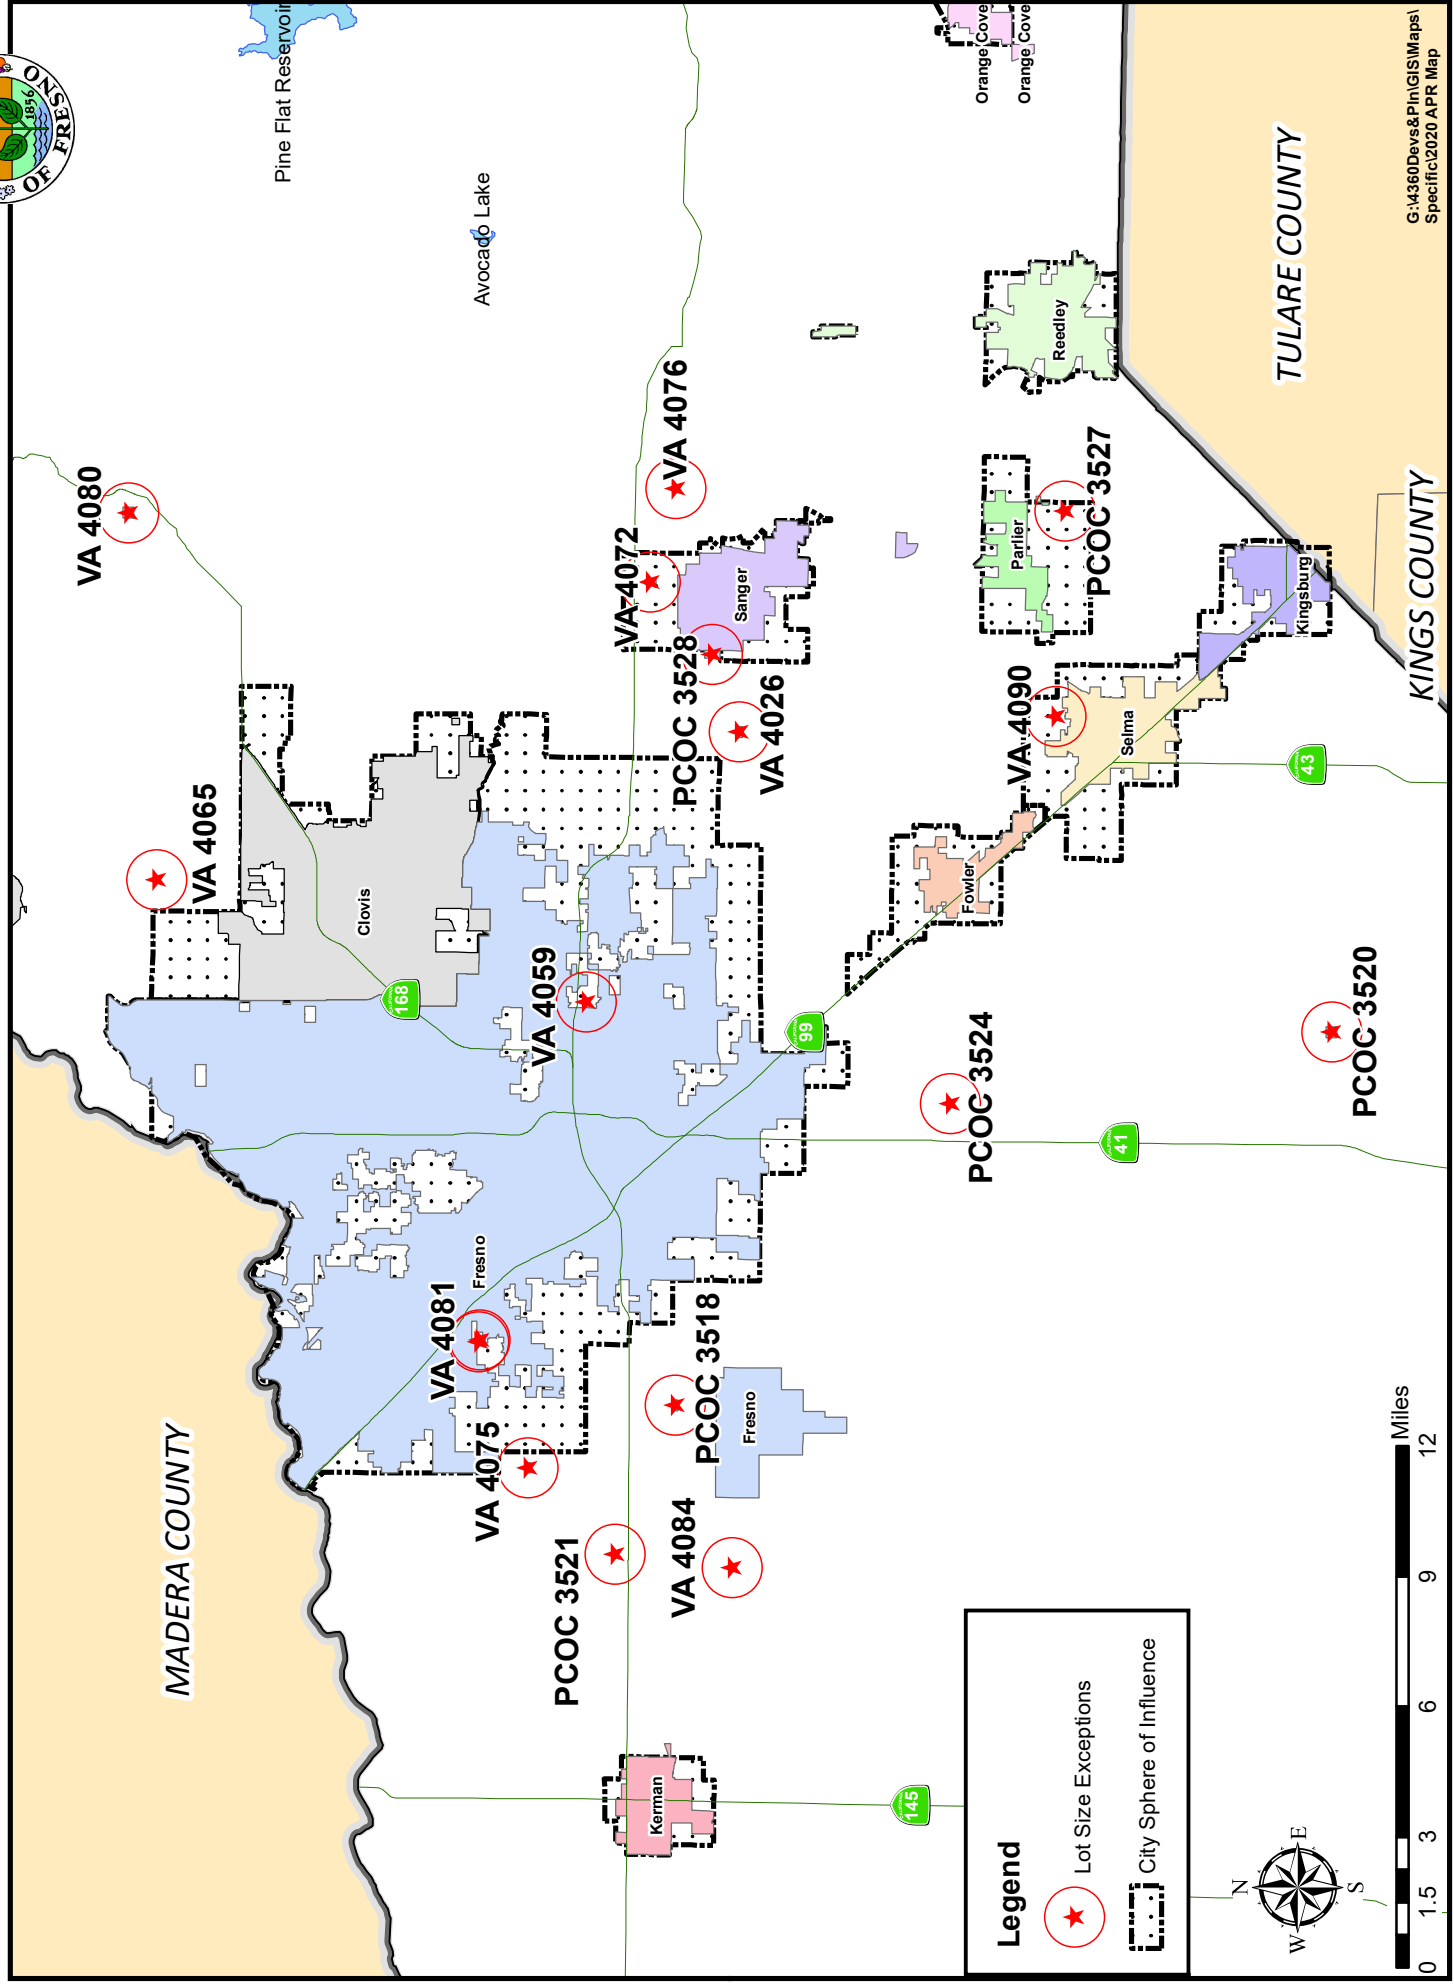 OF FRESNO
1856
Pine Flat Reservoir
Avocado Lake
MADERA COUNTY
TULARE COUNTY
KINGS COUNTY
VA 4080
VA 4065
VA 4076
VA 4072
PCOC 3528
VA 4026
VA 4059
VA 4081
VA 4075
PCOC 3521
VA 4084
PCOC 3518
PCOC 3524
PCOC 3520
VA 4090
PCOC 3527
Clovis
Fresno
Fresno
Sanger
Parlier
Reedley
Orange Cove
Orange Cove
Fowler
Selma
Kingsburg
Kerman
168
99
41
43
145
Legend
Lot Size Exceptions
City Sphere of Influence
N
W
E
S
0 1.5 3 6 9 12
Miles
G:\4360Devs&Pln\GIS\Maps\
Specific\2020 APR Map